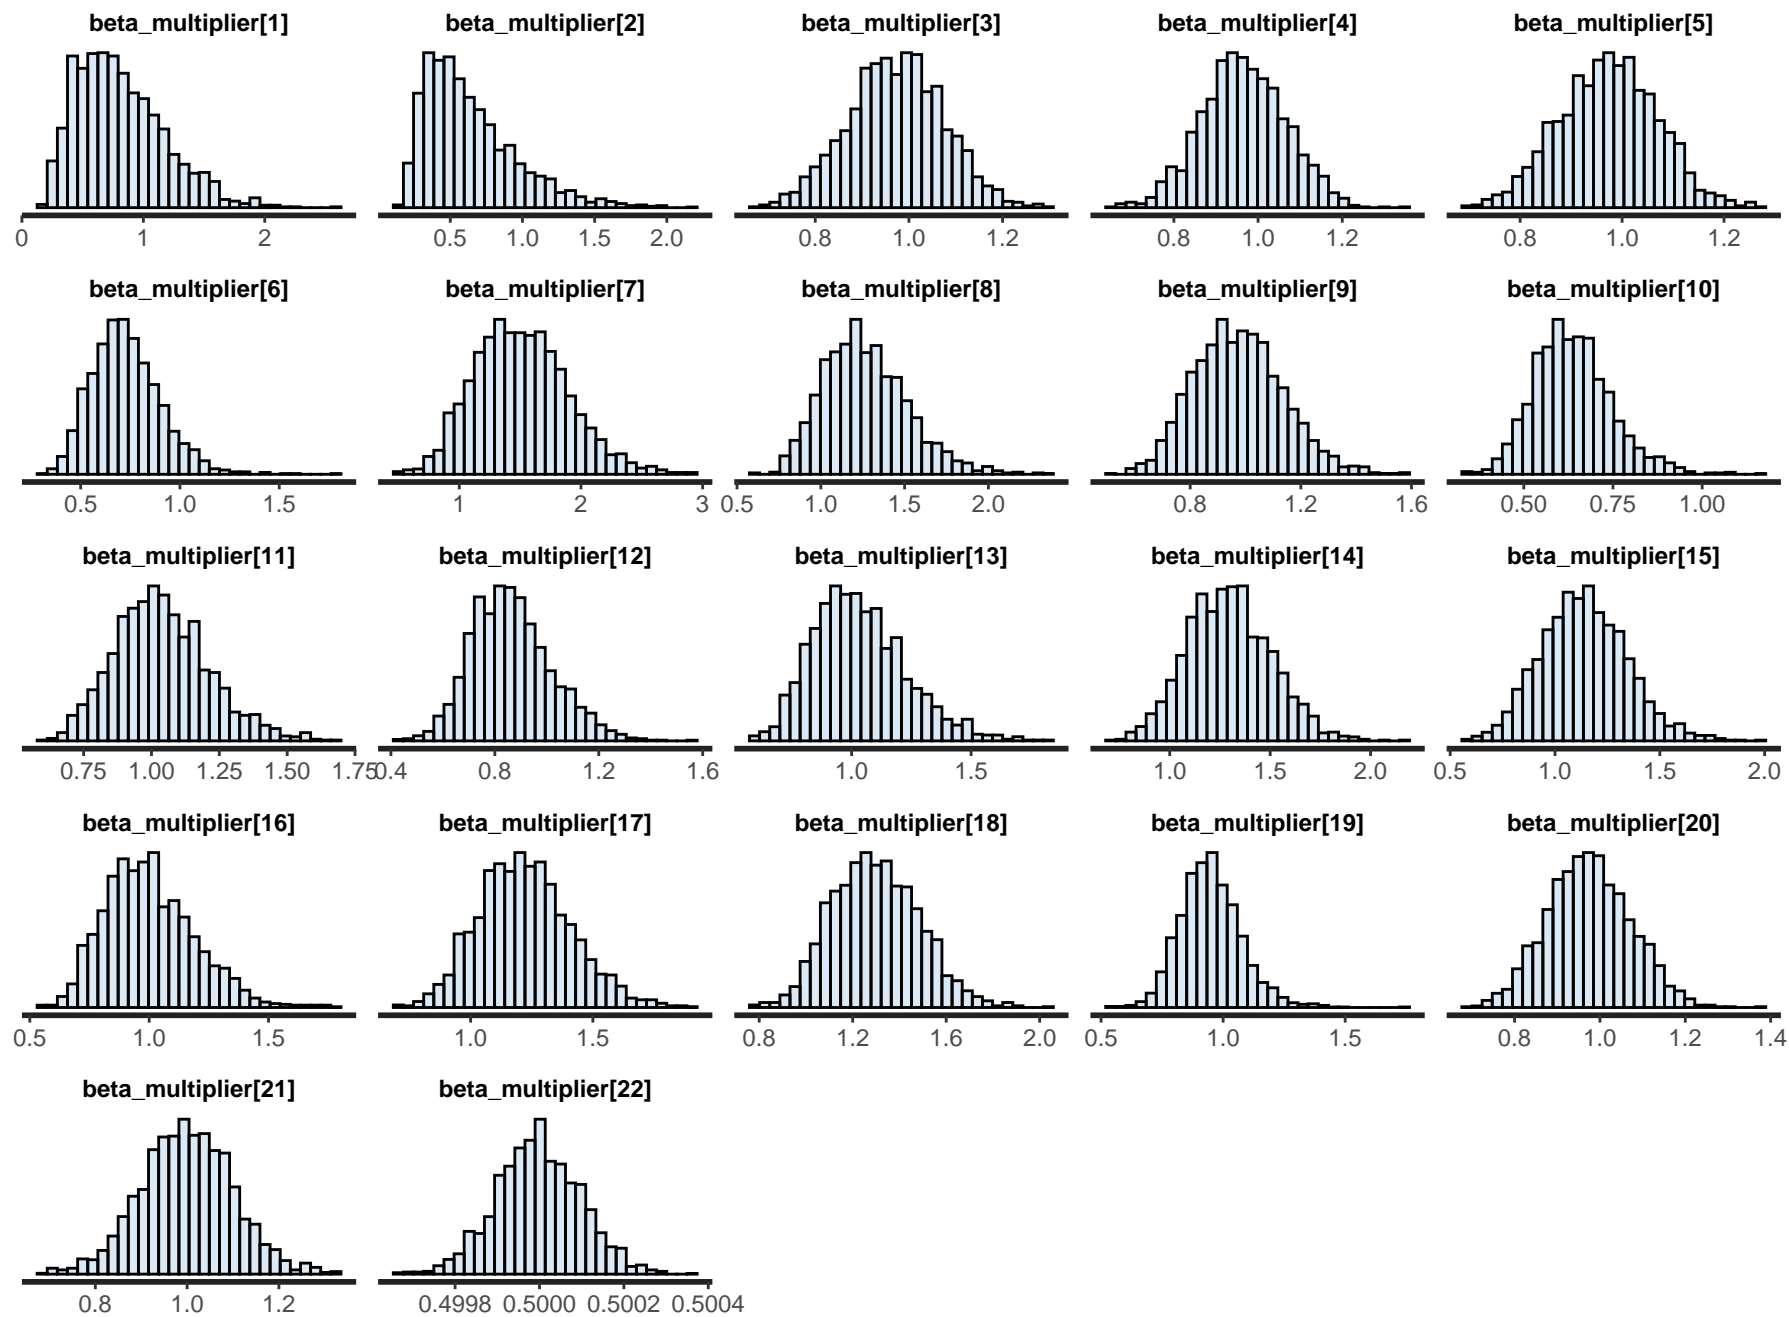 beta_multiplier[1] beta_multiplier[2] beta_multiplier[3] beta_multiplier[4] beta_multiplier[5]
0 1 2 0.5 1.0 1.5 2.0 0.8 1.0 1.2 0.8 1.0 1.2 0.8 1.0 1.2
beta_multiplier[6] beta_multiplier[7] beta_multiplier[8] beta_multiplier[9] beta_multiplier[10]
0.5 1.0 1.5 1 2 3 0.5 1.0 1.5 2.0 0.8 1.2 1.6 0.50 0.75 1.00
beta_multiplier[11] beta_multiplier[12] beta_multiplier[13] beta_multiplier[14] beta_multiplier[15]
0.75 1.00 1.25 1.50 1.75 0.4 0.8 1.2 1.6 1.0 1.5 1.0 1.5 2.0 0.5 1.0 1.5 2.0
beta_multiplier[16] beta_multiplier[17] beta_multiplier[18] beta_multiplier[19] beta_multiplier[20]
0.5 1.0 1.5 1.0 1.5 0.8 1.2 1.6 2.0 0.5 1.0 1.5 0.8 1.0 1.2 1.4
beta_multiplier[21] beta_multiplier[22]
0.8 1.0 1.2 0.4998 0.5000 0.5002 0.5004